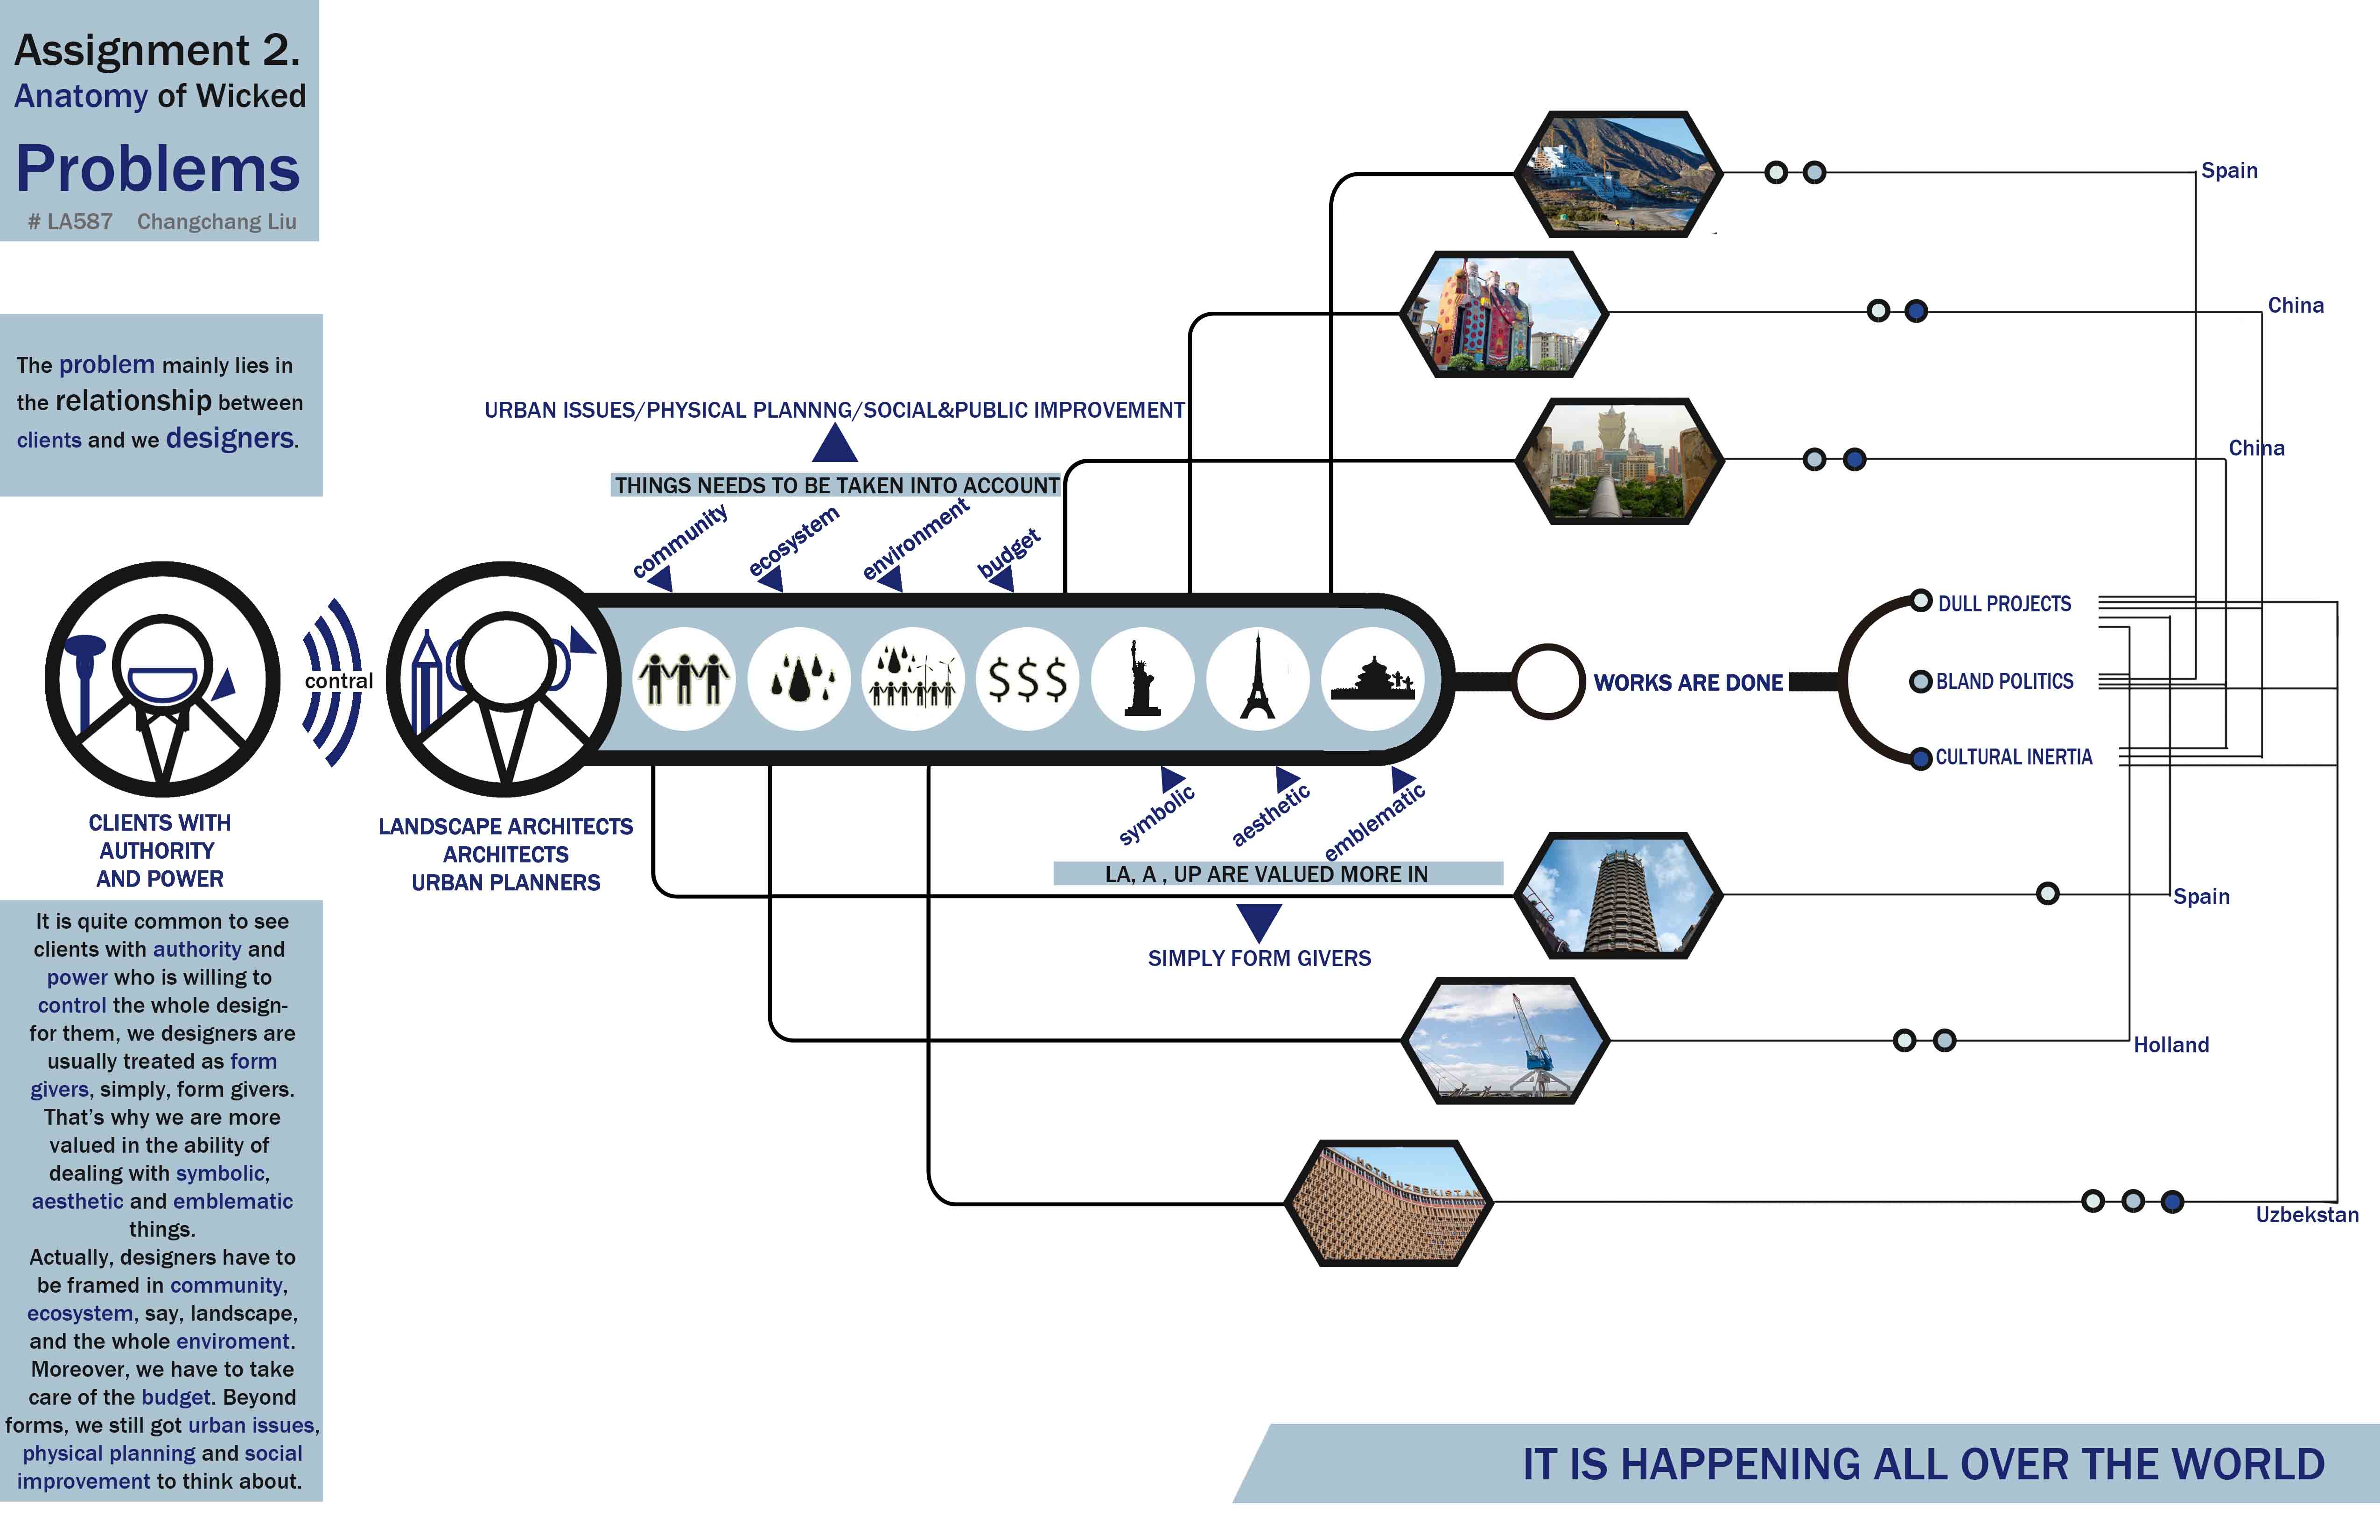 Assignment 2.
Anatomy of Wicked
Problems
# LA587 Changchang Liu
The problem mainly lies in
the relationship between
clients and we designers.
URBAN ISSUES/PHYSICAL PLANNNG/SOCIAL&PUBLIC IMPROVEMENT
THINGS NEEDS TO BE TAKEN INTO ACCOUNT
community
ecosystem
environment
budget
contral
$$$
CLIENTS WITH
AUTHORITY
AND POWER
LANDSCAPE ARCHITECTS
ARCHITECTS
URBAN PLANNERS
symbolic
aesthetic
emblematic
LA, A , UP ARE VALUED MORE IN
SIMPLY FORM GIVERS
WORKS ARE DONE
DULL PROJECTS
BLAND POLITICS
CULTURAL INERTIA
Spain
China
China
Spain
Holland
HOTEL UZBEKISTAN
Uzbekstan
It is quite common to see
clients with authority and
power who is willing to
control the whole design-
for them, we designers are
usually treated as form
givers, simply, form givers.
That's why we are more
valued in the ability of
dealing with symbolic,
aesthetic and emblematic
things.
Actually, designers have to
be framed in community,
ecosystem, say, landscape,
and the whole enviroment.
Moreover, we have to take
care of the budget. Beyond
forms, we still got urban issues,
physical planning and social
improvement to think about.
IT IS HAPPENING ALL OVER THE WORLD